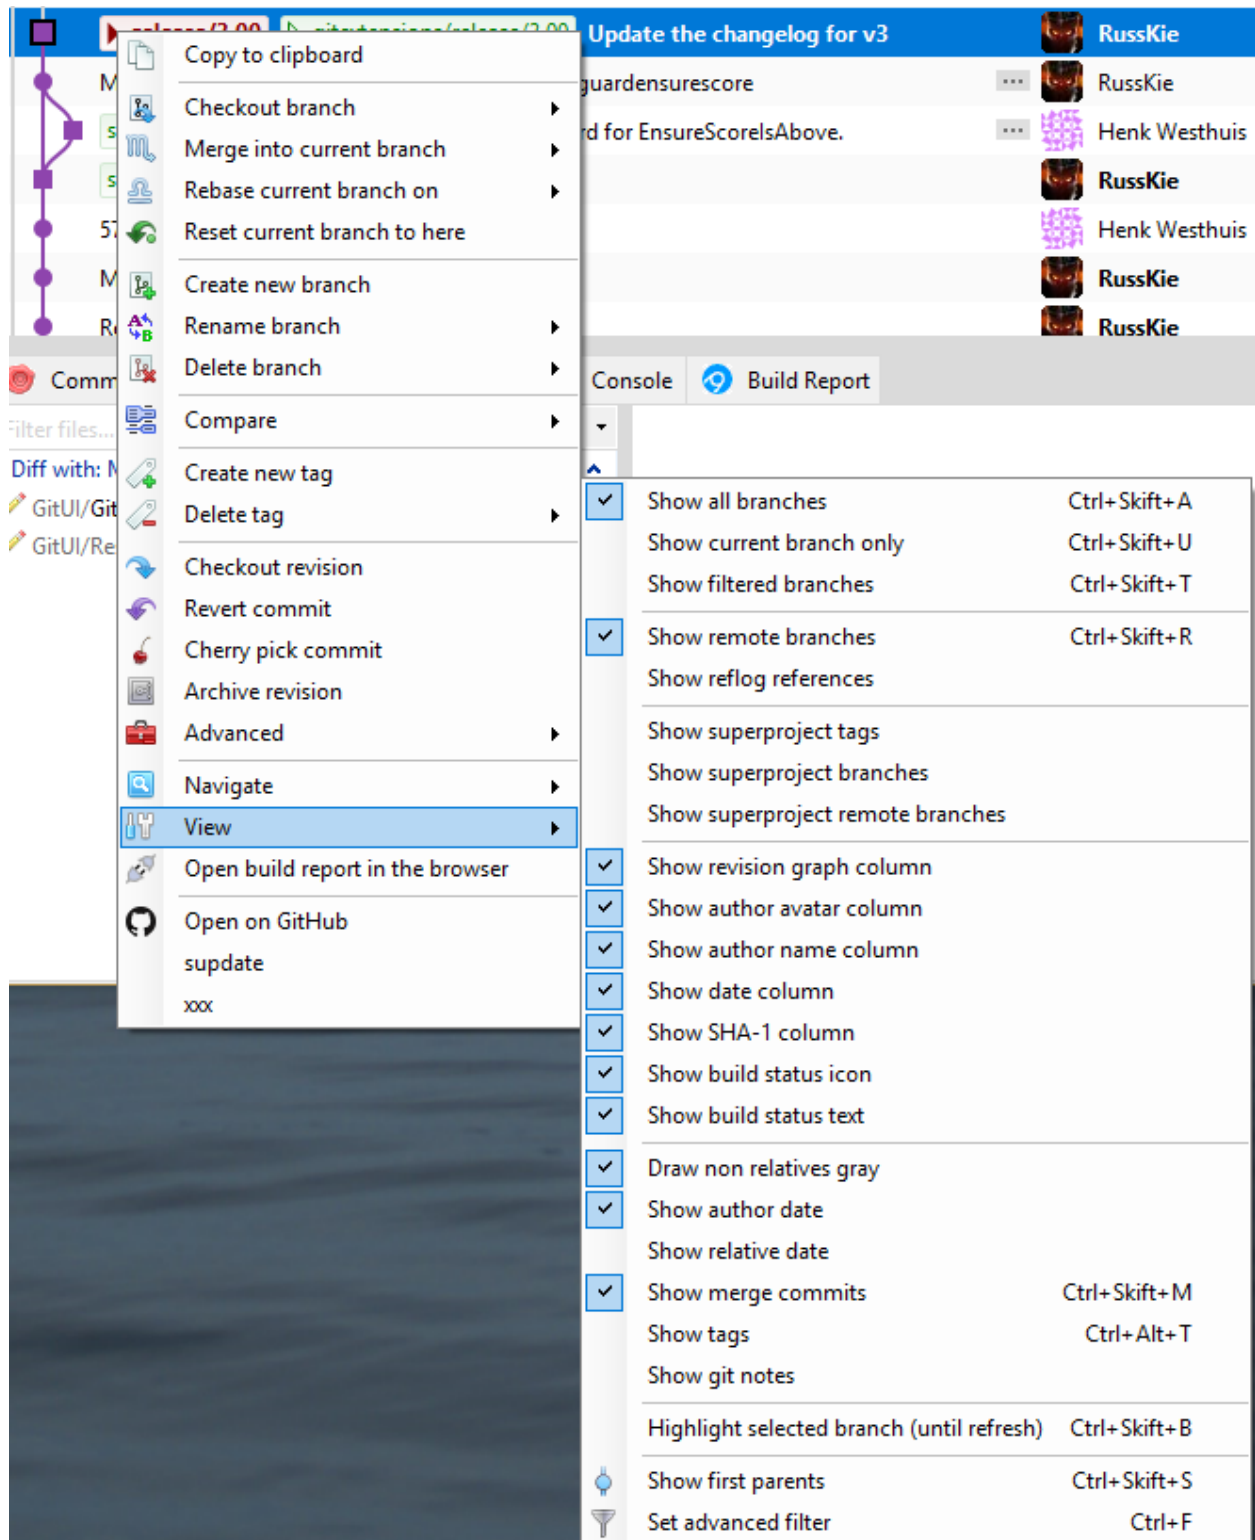 Update the changelog for v3 RussKie
guardensurescore ... RussKie
rd for EnsureScoreIsAbove. ... Henk Westhuis
RussKie
57 Henk Westhuis
M RussKie
RussKie
Copy to clipboard
Checkout branch
Merge into current branch
Rebase current branch on
Reset current branch to here
Create new branch
Rename branch
Delete branch
Compare
Create new tag
Delete tag
Checkout revision
Revert commit
Cherry pick commit
Archive revision
Advanced
Navigate
View
Open build report in the browser
Open on GitHub
supdate
xxx
Comm Console Build Report
Filter files...
Diff with: M
GitUI/Git
GitUI/Re
Show all branches Ctrl+Skift+A
Show current branch only Ctrl+Skift+U
Show filtered branches Ctrl+Skift+T
Show remote branches Ctrl+Skift+R
Show reflog references
Show superproject tags
Show superproject branches
Show superproject remote branches
Show revision graph column
Show author avatar column
Show author name column
Show date column
Show SHA-1 column
Show build status icon
Show build status text
Draw non relatives gray
Show author date
Show relative date
Show merge commits Ctrl+Skift+M
Show tags Ctrl+Alt+T
Show git notes
Highlight selected branch (until refresh) Ctrl+Skift+B
Show first parents Ctrl+Skift+S
Set advanced filter Ctrl+F